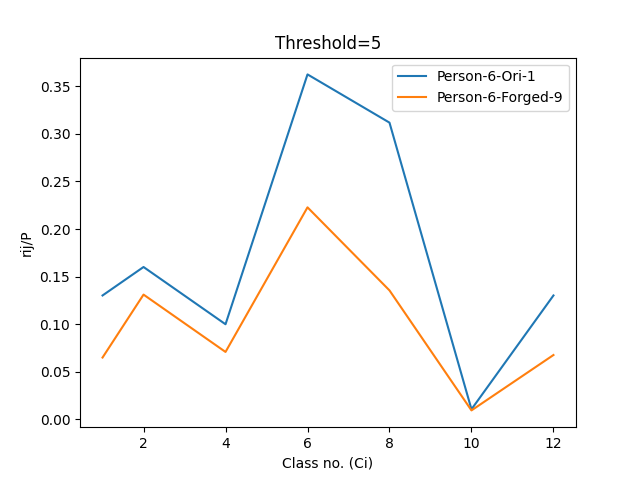 Threshold=5
Person-6-Ori-1
Person-6-Forged-9
rij/P
0.35
0.30
0.25
0.20
0.15
0.10
0.05
0.00
2 4 6 8 10 12
Class no. (Ci)